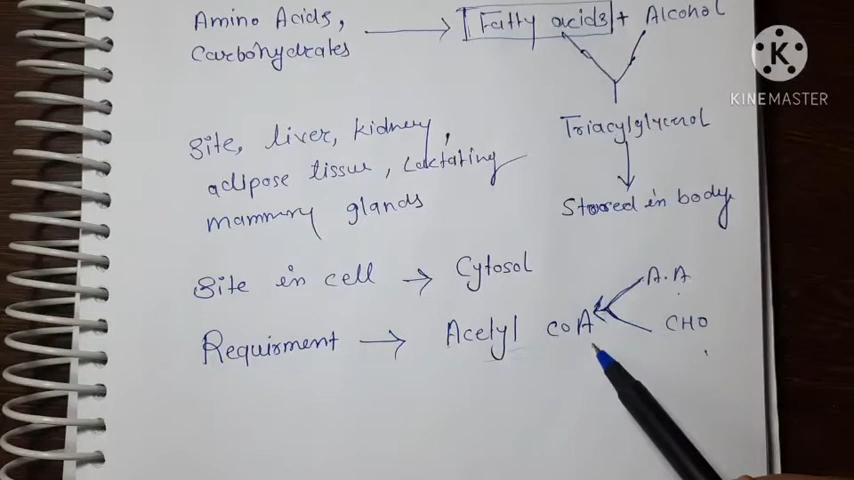 Amino Acids,
Carbohydrates
Fatty acids + Alcohol
Triacylglycerol
Stored in body
Site, liver, kidney,
adipose tissue, Lactating
mammary glands
Site in cell → Cytosol
Requirment → Acetyl CoA
A.A
CHO
K
KINEMASTER